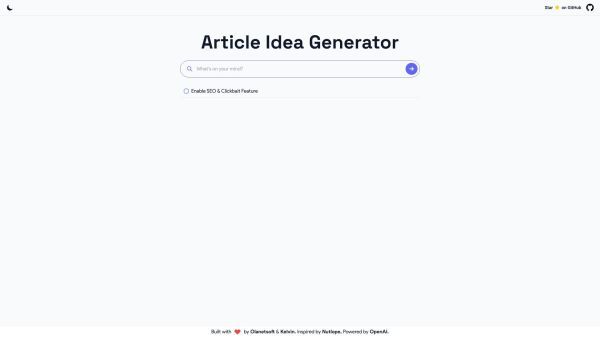 Star ⭐ on GitHub
Article Idea Generator
What's on your mind?
Enable SEO & Clickbait Feature
Built with ❤️ by Olanetsoft & Kelvin. Inspired by Nutlope. Powered by OpenAI.